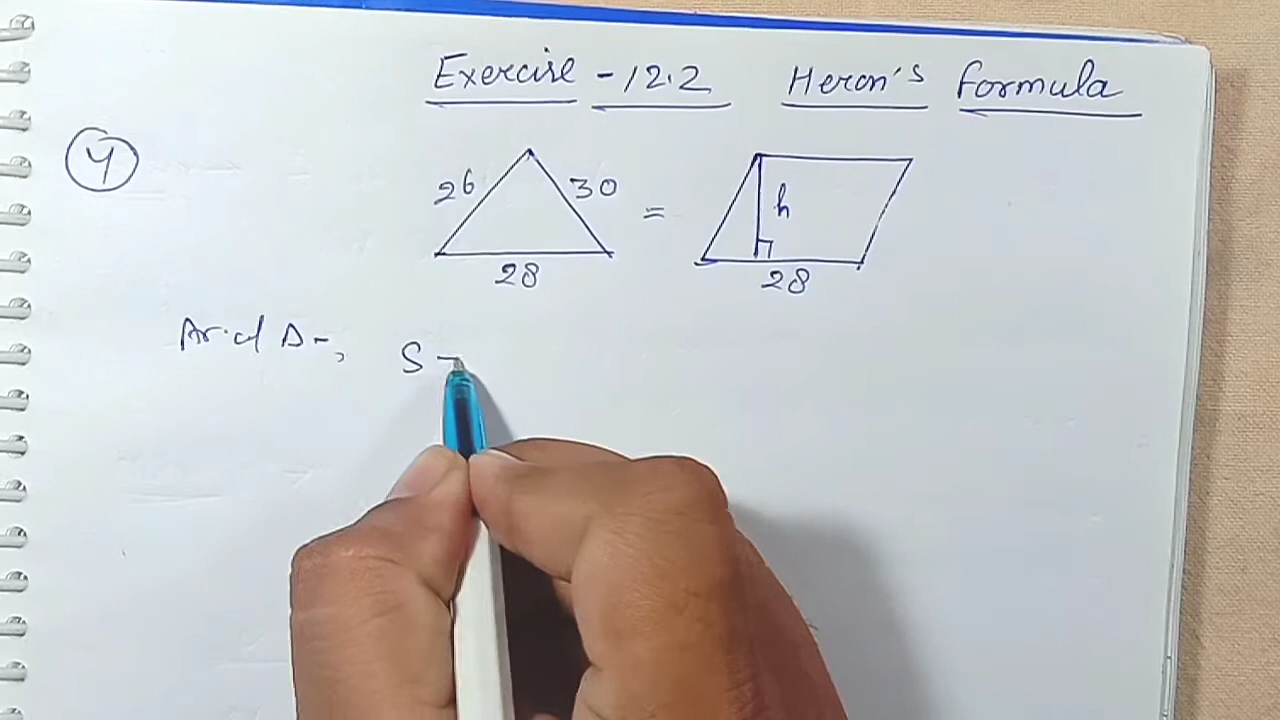 Exercise - 12.2 Heron's Formula
4
26 30 = h
28 28
Ar. of Δ -, S =